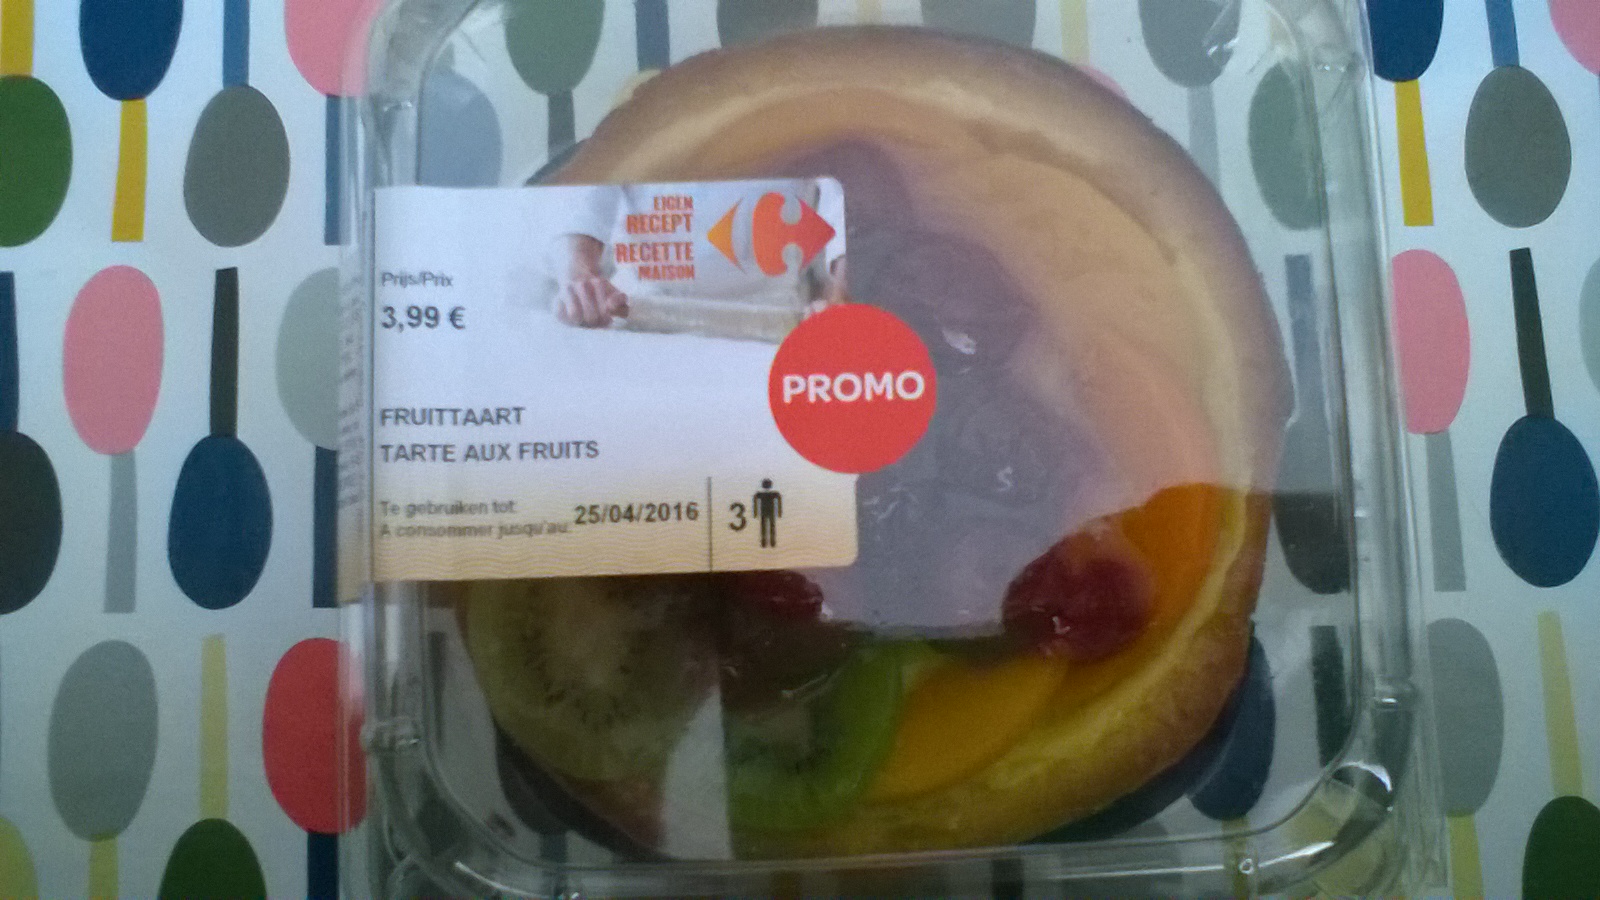 EIGEN
RECEPT
RECETTE
MAISON
Prijs/Prix
3,99 €
PROMO
FRUITTAART
TARTE AUX FRUITS
Te gebruiken tot:
A consommer jusqu'au: 25/04/2016
3